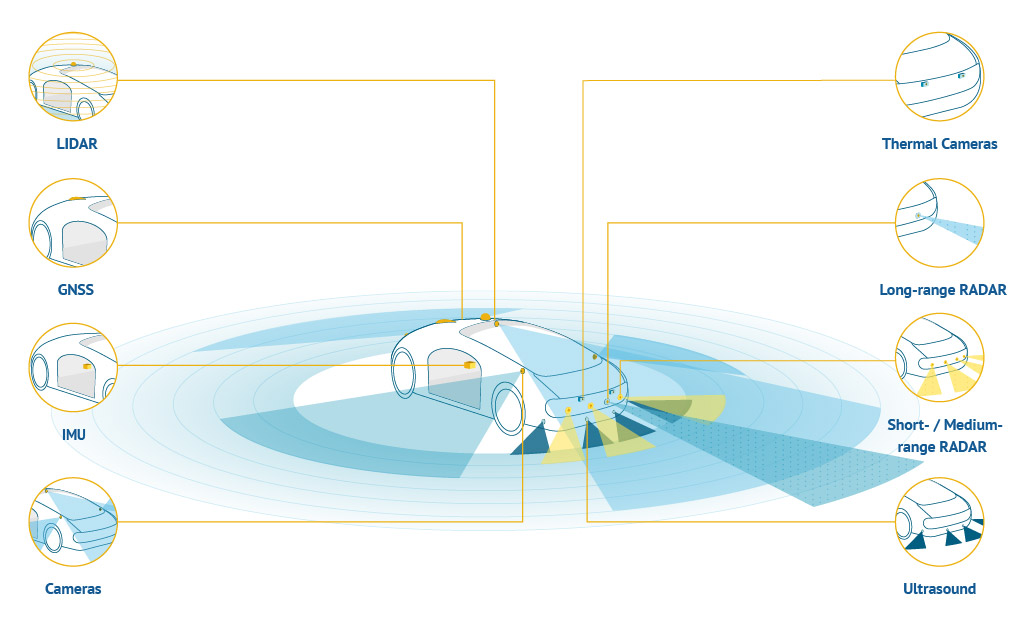 LIDAR
Thermal Cameras
GNSS
Long-range RADAR
IMU
Short- / Medium-
range RADAR
Cameras
Ultrasound